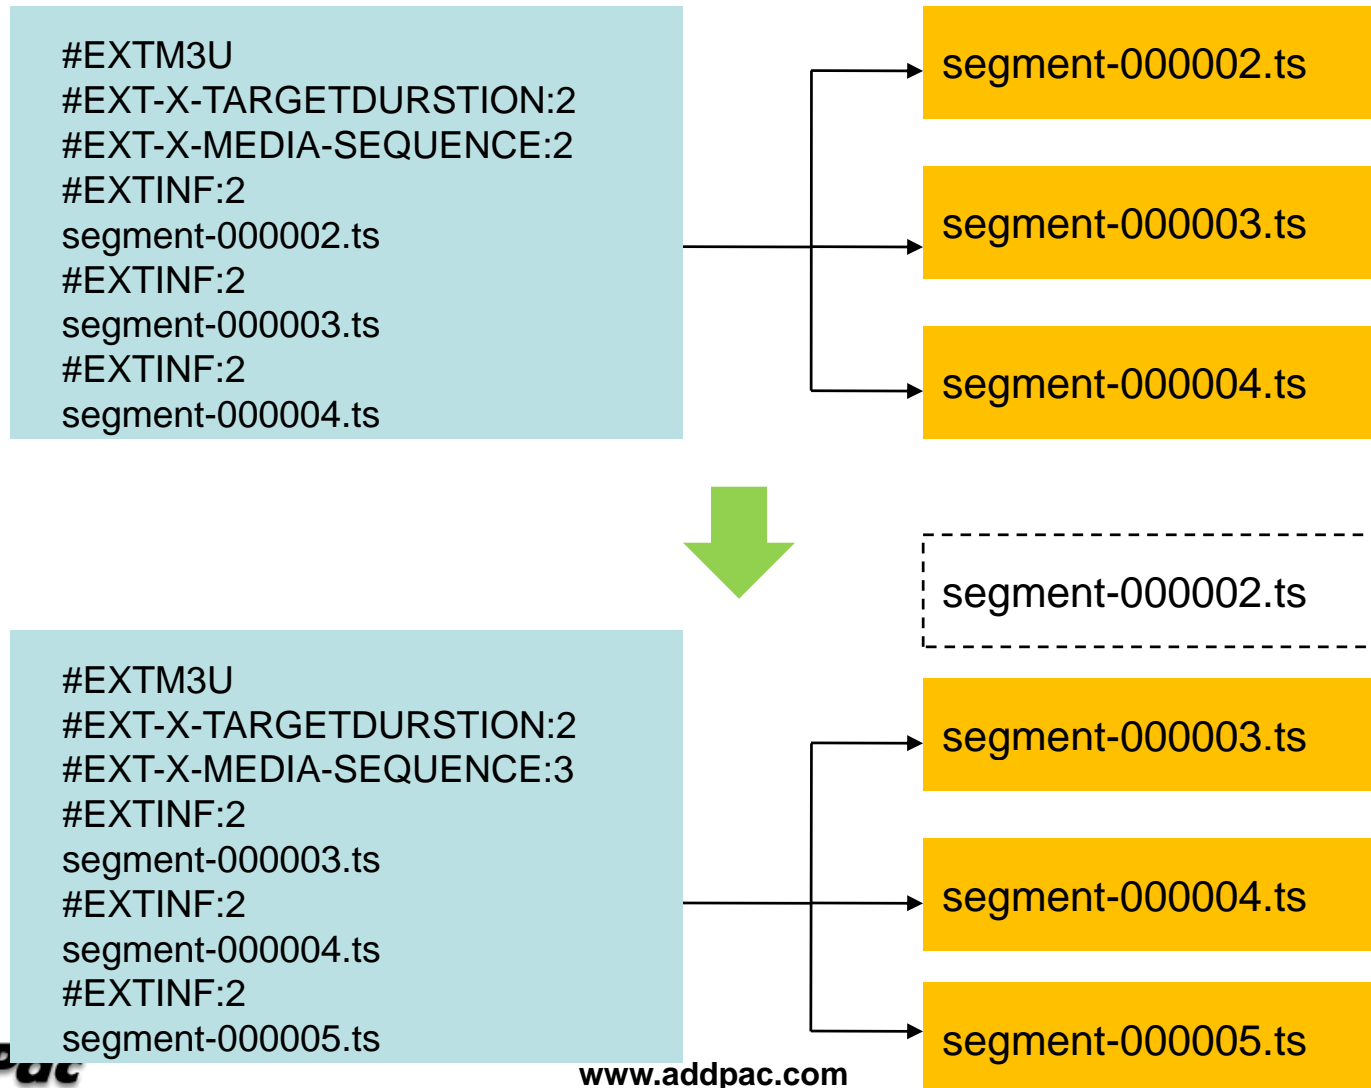 #EXTM3U
#EXT-X-TARGETDURSTION:2
#EXT-X-MEDIA-SEQUENCE:2
#EXTINF:2
segment-000002.ts
#EXTINF:2
segment-000003.ts
#EXTINF:2
segment-000004.ts
segment-000002.ts
segment-000003.ts
segment-000004.ts
segment-000002.ts
#EXTM3U
#EXT-X-TARGETDURSTION:2
#EXT-X-MEDIA-SEQUENCE:3
#EXTINF:2
segment-000003.ts
#EXTINF:2
segment-000004.ts
#EXTINF:2
segment-000005.ts
segment-000003.ts
segment-000004.ts
segment-000005.ts
www.addpac.com